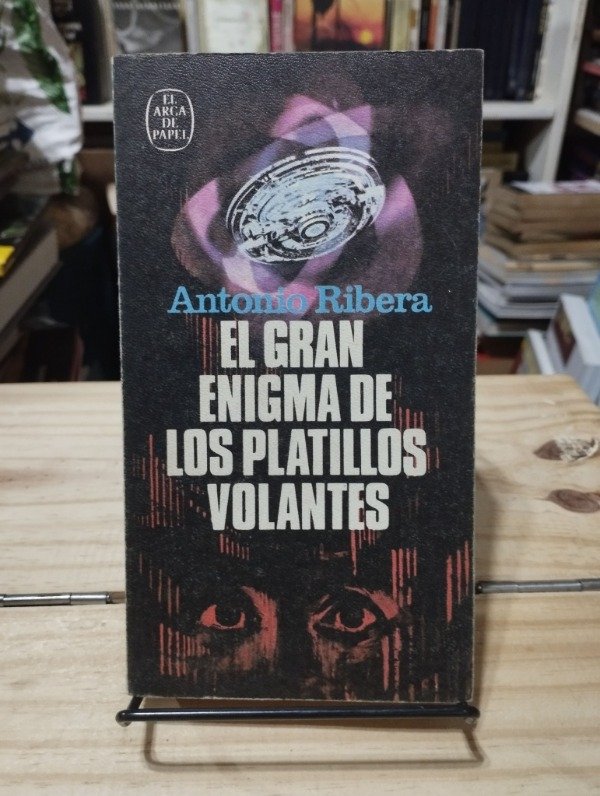 EL
ARCA
DE
PAPEL
Antonio Ribera
EL GRAN
ENIGMA DE
LOS PLATILLOS
VOLANTES